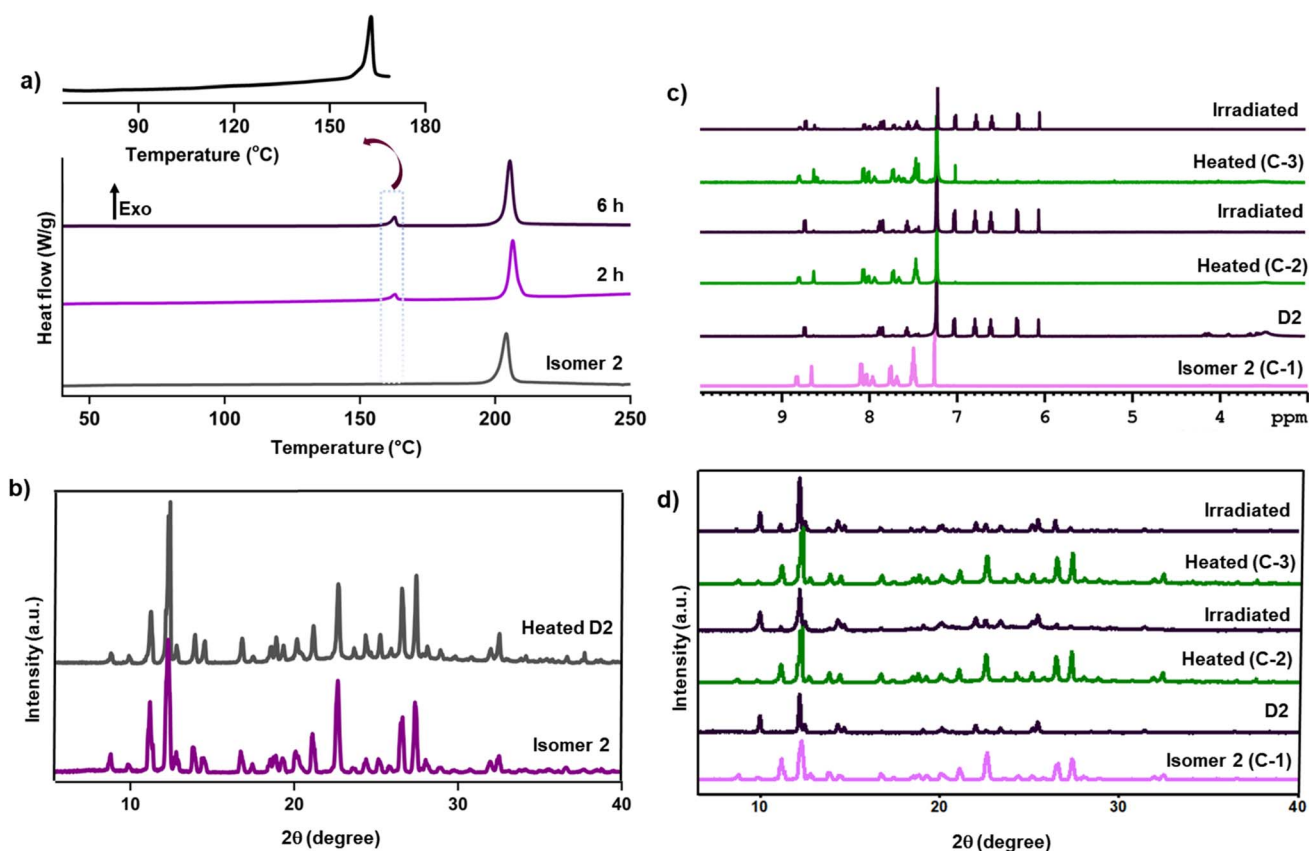 a)
90 120 150 180
Temperature (°C)
Exo
6 h
2 h
Isomer 2
Heat flow (W/g)
50 100 150 200 250
Temperature (°C)
b)
Heated D2
Isomer 2
Intensity (a.u.)
10 20 30 40
2θ (degree)
c)
Irradiated
Heated (C-3)
Irradiated
Heated (C-2)
D2
Isomer 2 (C-1)
9 8 7 6 5 4 ppm
d)
Irradiated
Heated (C-3)
Irradiated
Heated (C-2)
D2
Isomer 2 (C-1)
Intensity (a.u.)
10 20 30 40
2θ (degree)